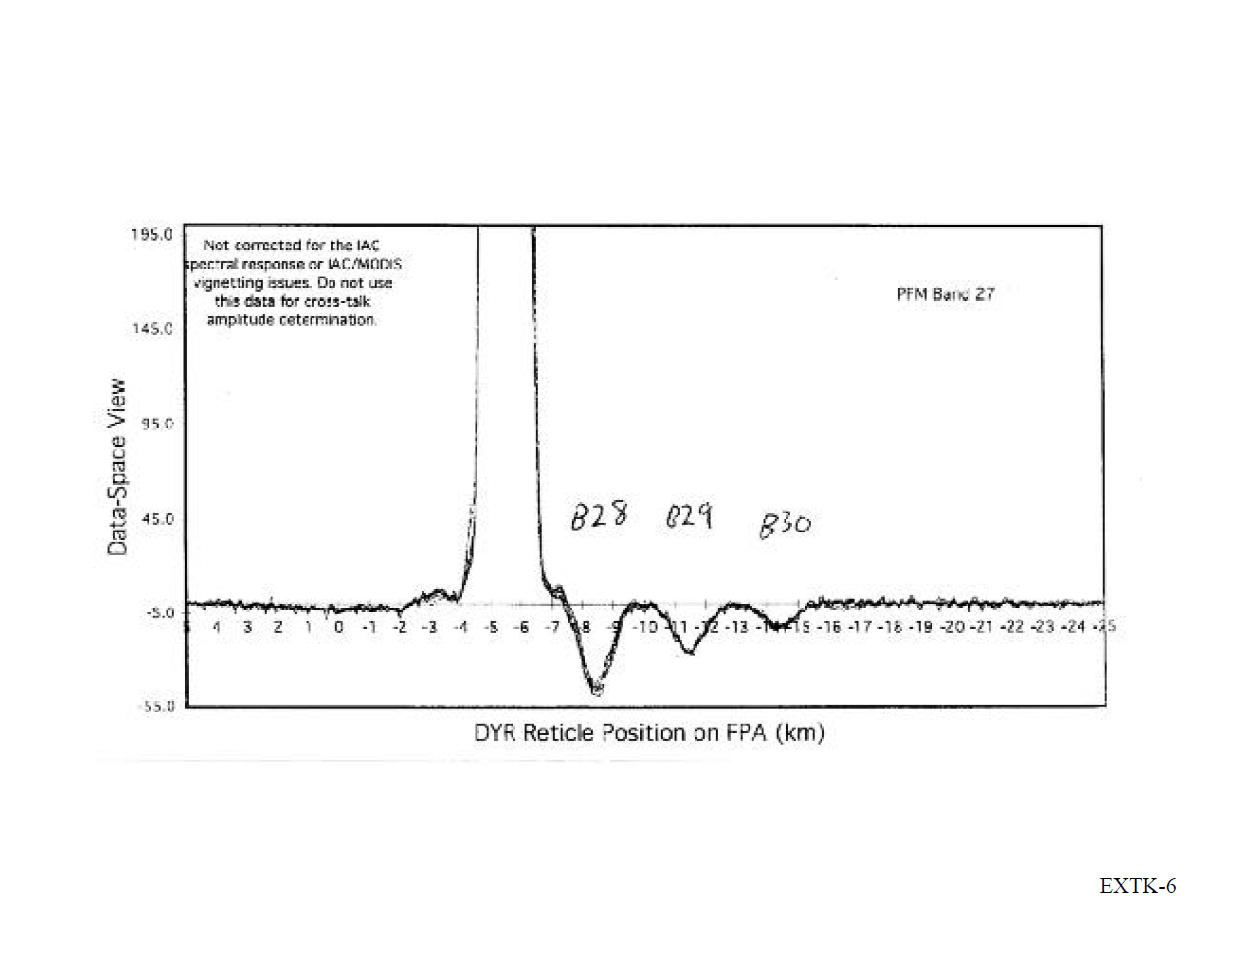 195.0
Not corrected for the IAC
spectral response or IAC/MODIS
vignetting issues. Do not use
this data for cross-talk
amplitude determination.
PFM Band 27
145.0
95.0
Data-Space View
45.0
B28 B29 B30
-5.0
5 4 3 2 1 0 -1 -2 -3 -4 -5 -6 -7 -8 -9 -10 -11 -12 -13 -14 -15 -16 -17 -18 -19 -20 -21 -22 -23 -24 -25
-55.0
DYR Reticle Position on FPA (km)
EXTK-6